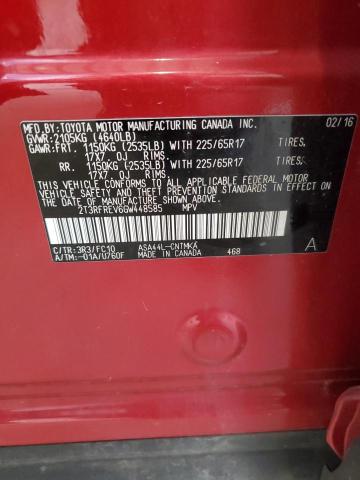 MFD.BY:TOYOTA MOTOR MANUFACTURING CANADA INC. 02/16
GVWR:2105KG (4640LB)
GAWR:FRT. 1150KG (2535LB) WITH 225/65R17 TIRES,
17X7. 0J RIMS.
RR. 1150KG (2535LB) WITH 225/65R17 TIRES,
17X7. 0J RIMS.
THIS VEHICLE CONFORMS TO ALL APPLICABLE FEDERAL MOTOR
VEHICLE SAFETY AND THEFT PREVENTION STANDARDS IN
EFFECT ON THE DATE OF MANUFACTURE SHOWN ABOVE.
2T3RFREV6GW448585 MPV
C/TR:3R3/FC10 ASA44L-CNTMKA A
A/TM:-01A/U760F MADE IN CANADA 468